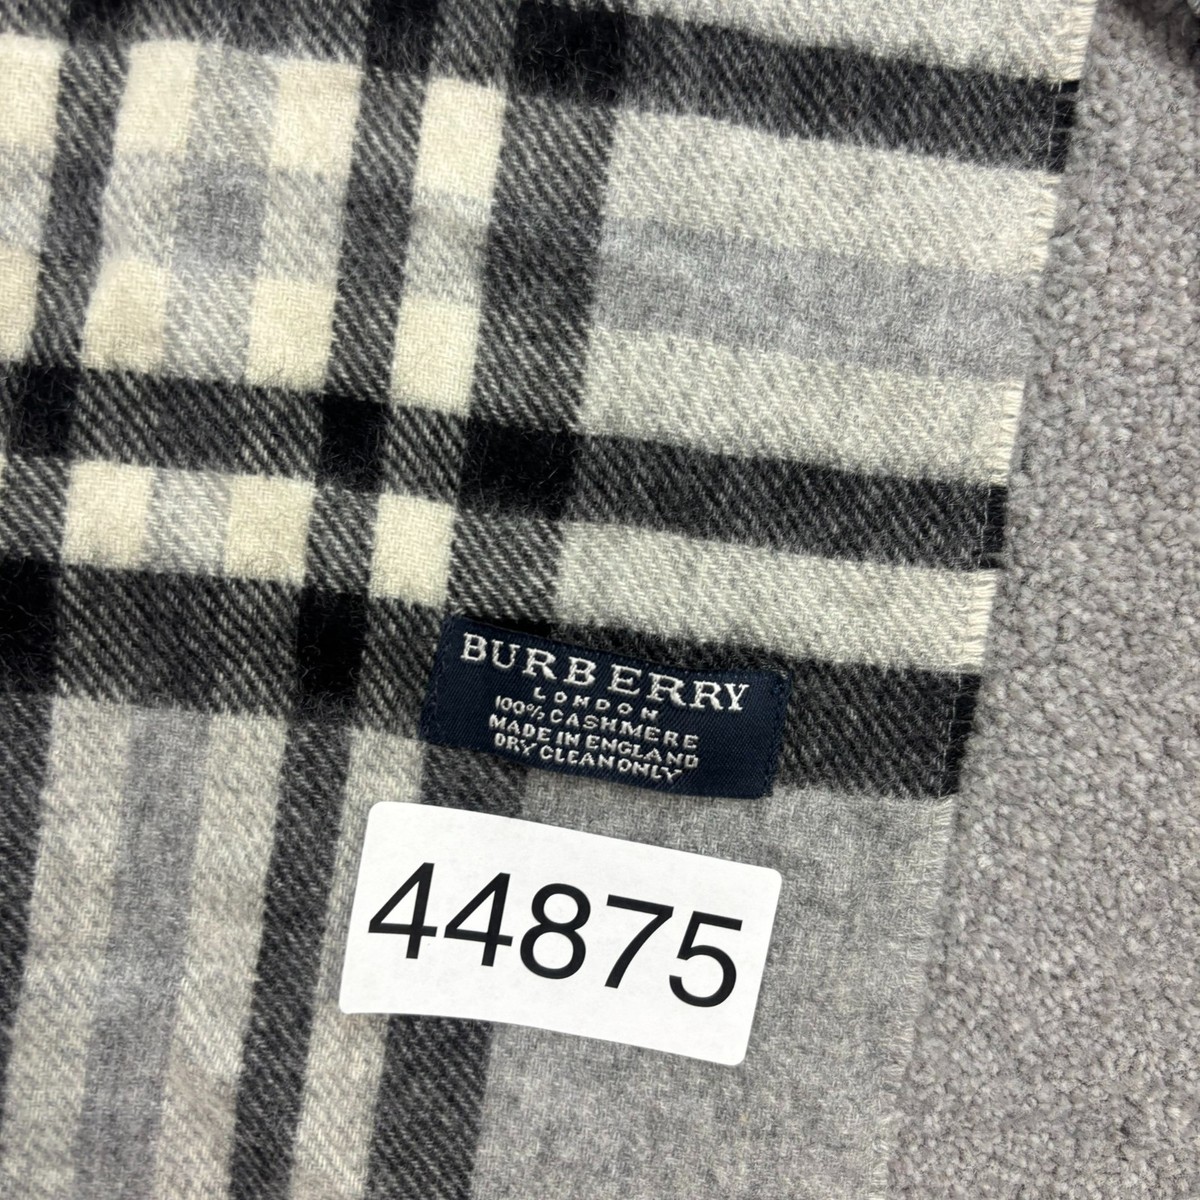 BURBERRY
LONDON
100% CASHMERE
MADE IN ENGLAND
DRY CLEAN ONLY
44875